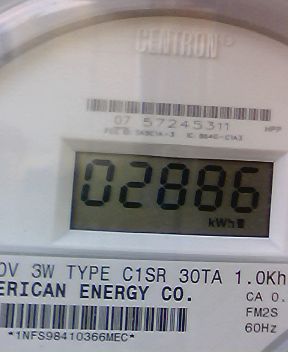 CENTRON®
07 57245311 HPP
02886
kWh
0V 3W TYPE C1SR 30TA 1.0Kh
ERICAN ENERGY CO. CA 0.
FM2S
*1NFS98410366MEC* 60Hz